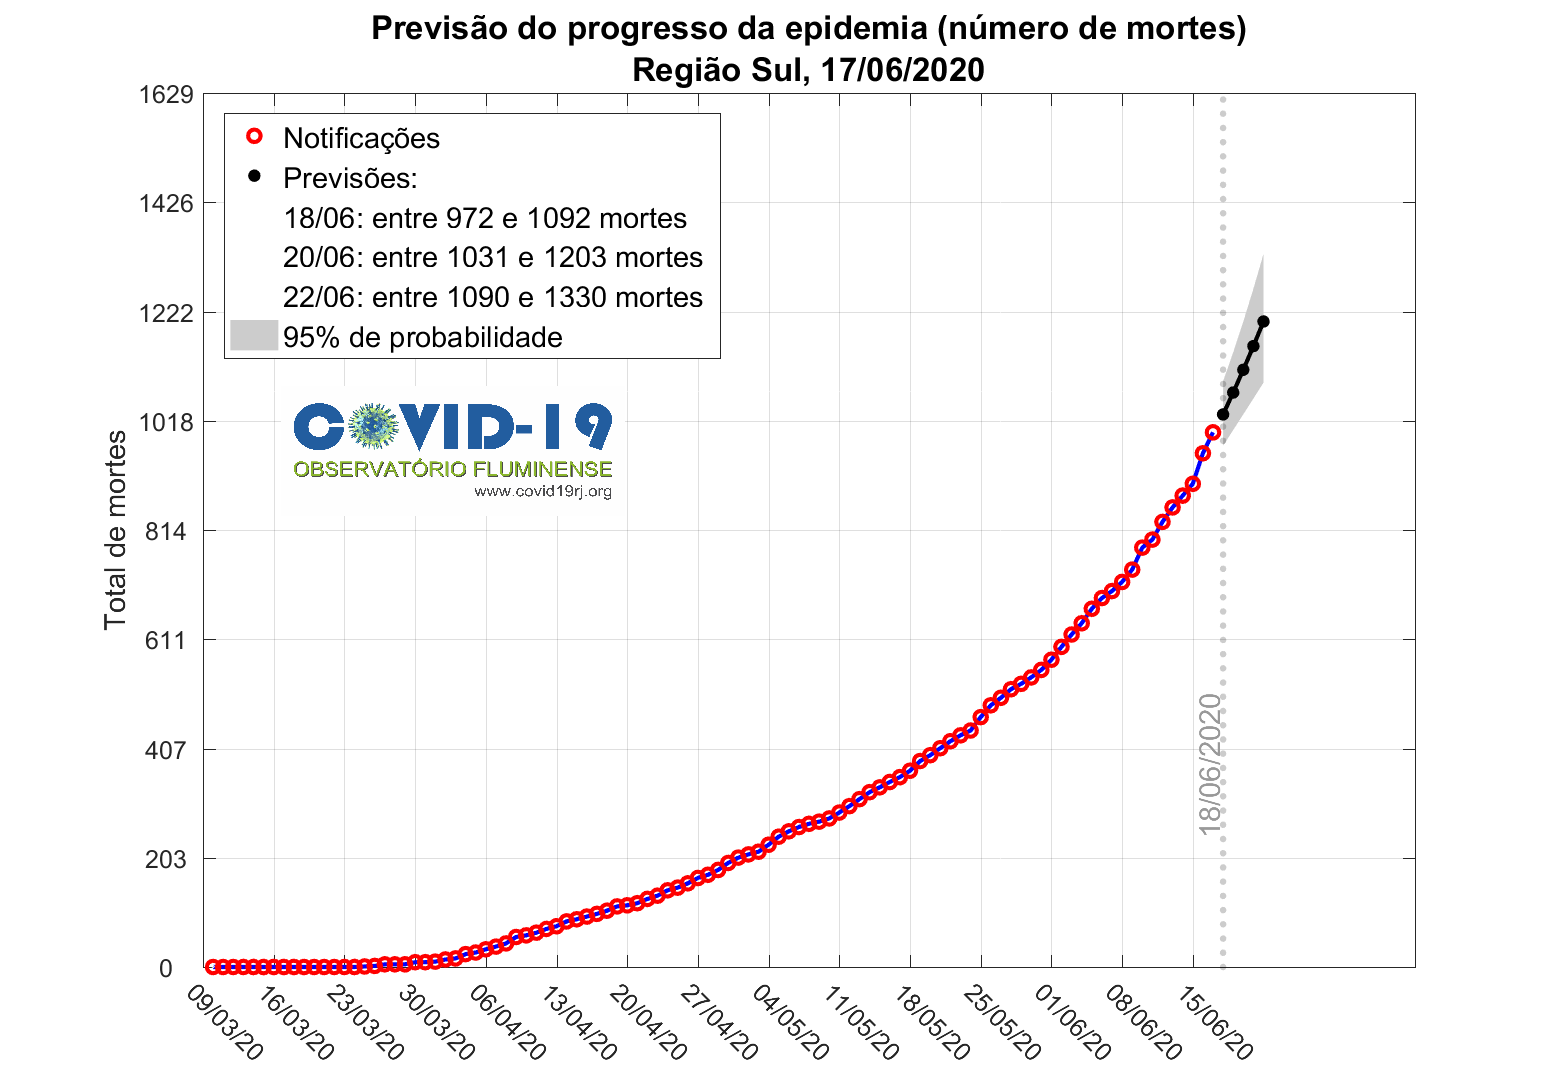 Previsão do progresso da epidemia (número de mortes)
Região Sul, 17/06/2020
1629
1426
1222
1018
814
611
407
203
0
Total de mortes
Notificações
Previsões:
18/06: entre 972 e 1092 mortes
20/06: entre 1031 e 1203 mortes
22/06: entre 1090 e 1330 mortes
95% de probabilidade
COVID-19
OBSERVATÓRIO FLUMINENSE
www.covid19rj.org
18/06/2020
09/03/20
16/03/20
23/03/20
30/03/20
06/04/20
13/04/20
20/04/20
27/04/20
04/05/20
11/05/20
18/05/20
25/05/20
01/06/20
08/06/20
15/06/20